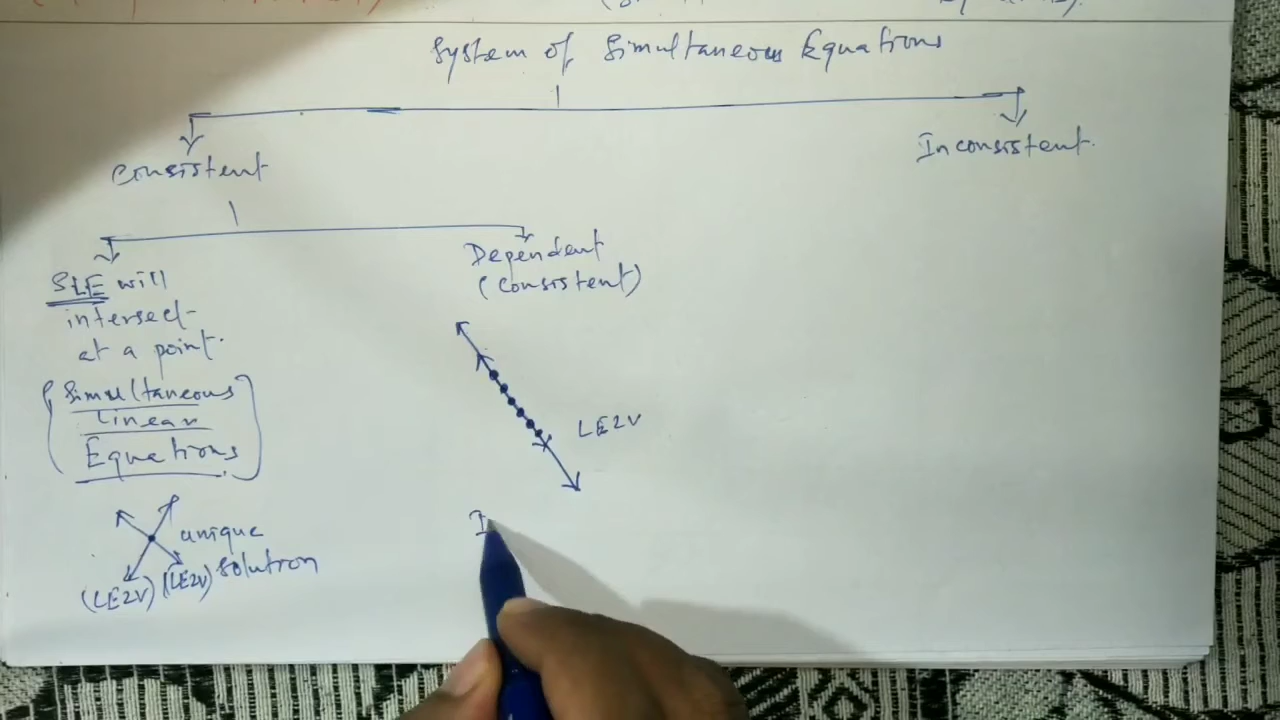 System of Simultaneous Equations
Consistent
Inconsistent.
SLE will
intersect
at a point.
(Simultaneous
Linear
Equations)
unique
solution
(LE2V) (LE2V)
Dependent
(Consistent)
LE2V
I